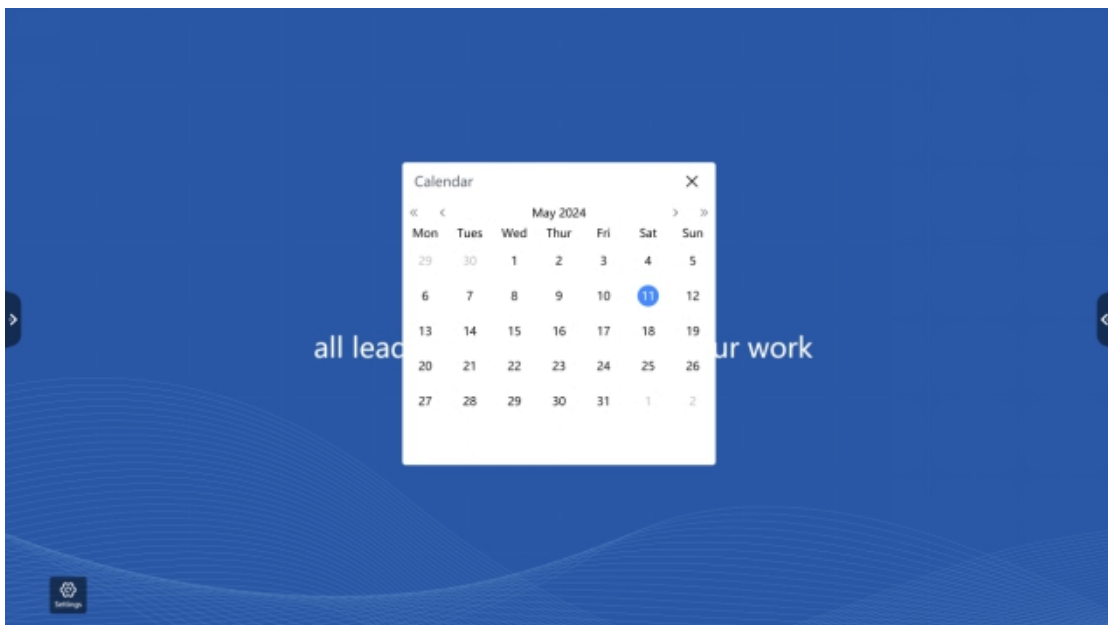 Calendar
May 2024
Mon Tues Wed Thur Fri Sat Sun
29 30 1 2 3 4 5
6 7 8 9 10 11 12
13 14 15 16 17 18 19
all lead ur work
20 21 22 23 24 25 26
27 28 29 30 31 1 2
Settings